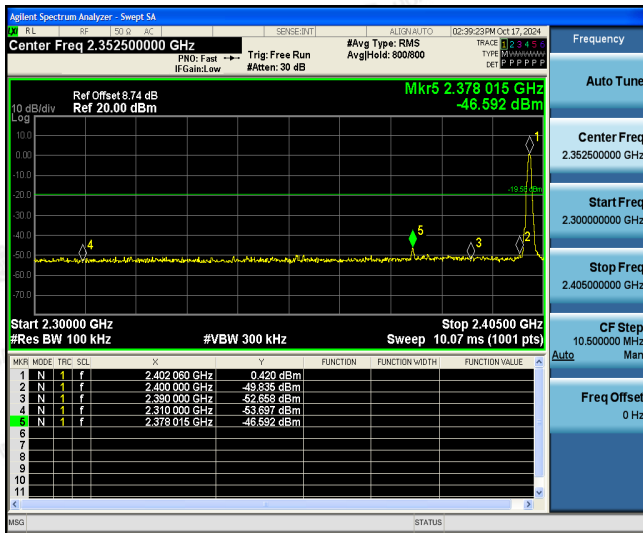 Agilent Spectrum Analyzer - Swept SA
RL RF 50 Ω AC SENSE:INT ALIGNAUTO 02:39:23PM Oct 17, 2024
Center Freq 2.352500000 GHz
PNO: Fast
IFGain:Low
Trig: Free Run
#Atten: 30 dB
#Avg Type: RMS
Avg|Hold: 800/800
TRACE 1 2 3 4 5 6
TYPE M
DET P P P P P P
Ref Offset 8.74 dB
Ref 20.00 dBm
10 dB/div
Log
Mkr5 2.378 015 GHz
-46.592 dBm
10.0
0.00
-10.0
-20.0
-30.0
-40.0
-50.0
-60.0
-70.0
1
2
3
4
5
Start 2.30000 GHz
Stop 2.40500 GHz
#Res BW 100 kHz
#VBW 300 kHz
Sweep 10.07 ms (1001 pts)
MKR MODE TRC SCL X Y FUNCTION FUNCTION WIDTH FUNCTION VALUE
1 N 1 f 2.402 060 GHz 0.420 dBm
2 N 1 f 2.400 000 GHz -49.835 dBm
3 N 1 f 2.390 000 GHz -52.658 dBm
4 N 1 f 2.310 000 GHz -53.697 dBm
5 N 1 f 2.378 015 GHz -46.592 dBm
6
7
8
9
10
11
MSG
STATUS
Frequency
Auto Tune
Center Freq
2.352500000 GHz
Start Freq
2.300000000 GHz
Stop Freq
2.405000000 GHz
CF Step
10.500000 MHz
Auto Man
Freq Offset
0 Hz